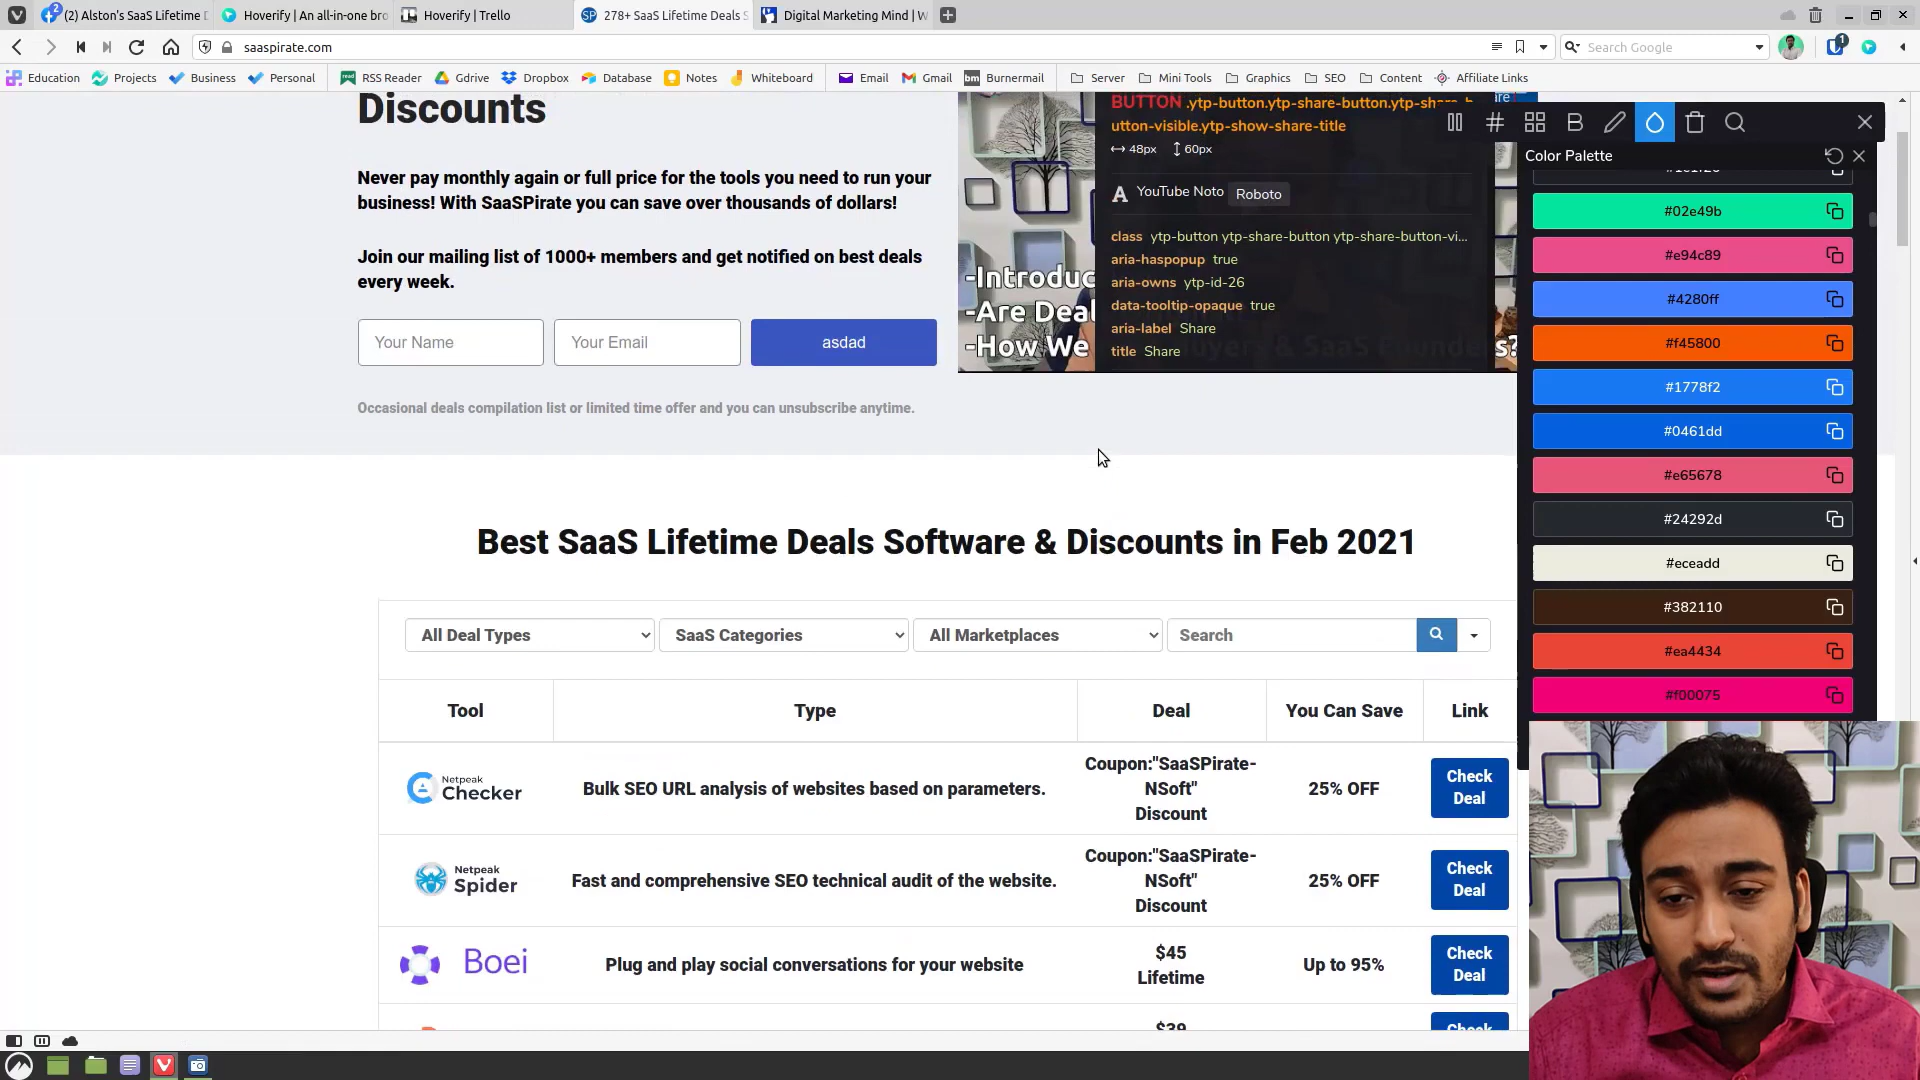 2
(2) Alston's SaaS Lifetime D
Hoverify | An all-in-one bro
Hoverify | Trello
SP
278+ SaaS Lifetime Deals S
Digital Marketing Mind | W
saaspirate.com
Search Google
1
Education
Projects
Business
Personal
RSS Reader
Gdrive
Dropbox
Database
Notes
Whiteboard
Email
Gmail
bm
Burnermail
Server
Mini Tools
Graphics
SEO
Content
Affiliate Links
Discounts
Never pay monthly again or full price for the tools you need to run your
business! With SaaSPirate you can save over thousands of dollars!
Join our mailing list of 1000+ members and get notified on best deals
every week.
Your Name
Your Email
asdad
Occasional deals compilation list or limited time offer and you can unsubscribe anytime.
-Introduc
-Are Deal
-How We
BUTTON .ytp-button.ytp-share-button.ytp-share-b
utton-visible.ytp-show-share-title
48px 60px
A YouTube Noto Roboto
class ytp-button ytp-share-button ytp-share-button-vi...
aria-haspopup true
aria-owns ytp-id-26
data-tooltip-opaque true
aria-label Share
title Share
Color Palette
#02e49b
#e94c89
#4280ff
#f45800
#1778f2
#0461dd
#e65678
#24292d
#eceadd
#382110
#ea4434
#f00075
Best SaaS Lifetime Deals Software & Discounts in Feb 2021
All Deal Types
SaaS Categories
All Marketplaces
Search
Tool
Type
Deal
You Can Save
Link
Netpeak
Checker
Bulk SEO URL analysis of websites based on parameters.
Coupon:"SaaSPirate-
NSoft"
Discount
25% OFF
Check
Deal
Netpeak
Spider
Fast and comprehensive SEO technical audit of the website.
Coupon:"SaaSPirate-
NSoft"
Discount
25% OFF
Check
Deal
Boei
Plug and play social conversations for your website
$45
Lifetime
Up to 95%
Check
Deal
$39
Check